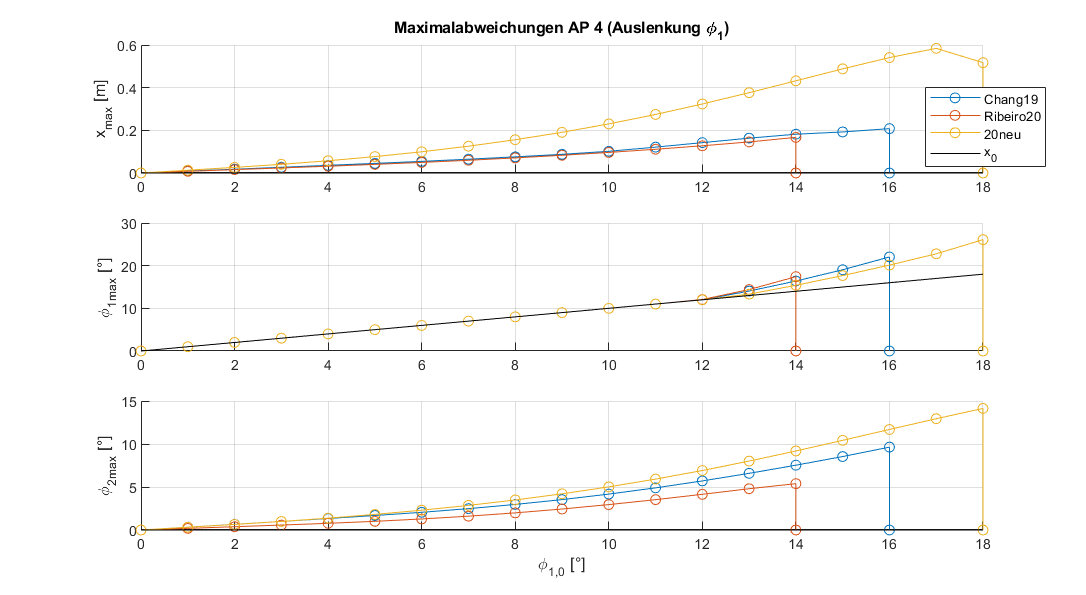 Maximalabweichungen AP 4 (Auslenkung ϕ1)
0.6
0.4
0.2
0
xmax [m]
0 2 4 6 8 10 12 14 16 18
Chang19
Ribeiro20
20neu
x0
30
20
10
0
ϕ1max [°]
0 2 4 6 8 10 12 14 16 18
15
10
5
0
ϕ2max [°]
0 2 4 6 8 10 12 14 16 18
ϕ1,0 [°]